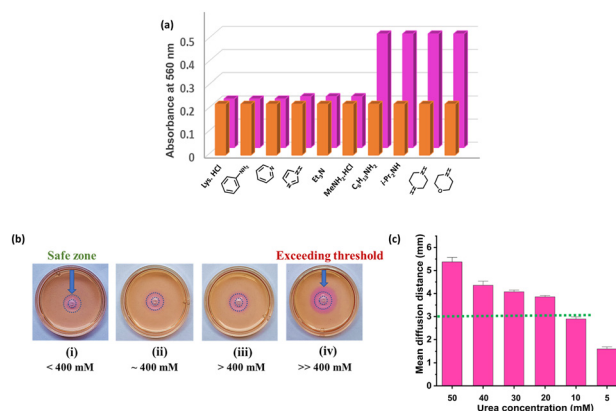 (a)
Absorbance at 560 nm
0.5
0.4
0.3
0.2
0.1
0
Lys. HCl
NH₂
N
Et₃N
MeNH₂-HCl
C₆H₁₃NH₂
i-Pr₂NH
O
(b)
Safe zone
Exceeding threshold
(i)
(ii)
(iii)
(iv)
< 400 mM
~ 400 mM
> 400 mM
>> 400 mM
(c)
Mean diffusion distance (mm)
6
5
4
3
2
1
0
50
40
30
20
10
5
Urea concentration (mM)